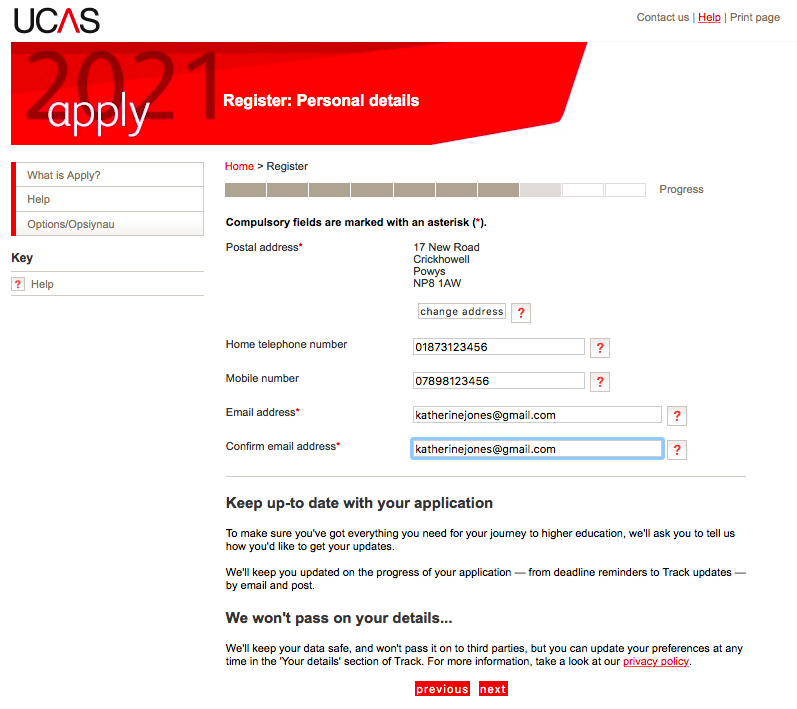 UCAS
Contact us | Help | Print page
2021
apply
Register: Personal details
What is Apply?
Help
Options/Opsiynau
Key
? Help
Home > Register
Progress
Compulsory fields are marked with an asterisk (*).
Postal address*
17 New Road
Crickhowell
Powys
NP8 1AW
change address ?
Home telephone number 01873123456 ?
Mobile number 07898123456 ?
Email address* katherinejones@gmail.com ?
Confirm email address* katherinejones@gmail.com ?
Keep up-to date with your application
To make sure you've got everything you need for your journey to higher education, we'll ask you to tell us
how you'd like to get your updates.
We'll keep you updated on the progress of your application — from deadline reminders to Track updates —
by email and post.
We won't pass on your details...
We'll keep your data safe, and won't pass it on to third parties, but you can update your preferences at any
time in the 'Your details' section of Track. For more information, take a look at our privacy policy.
previous next